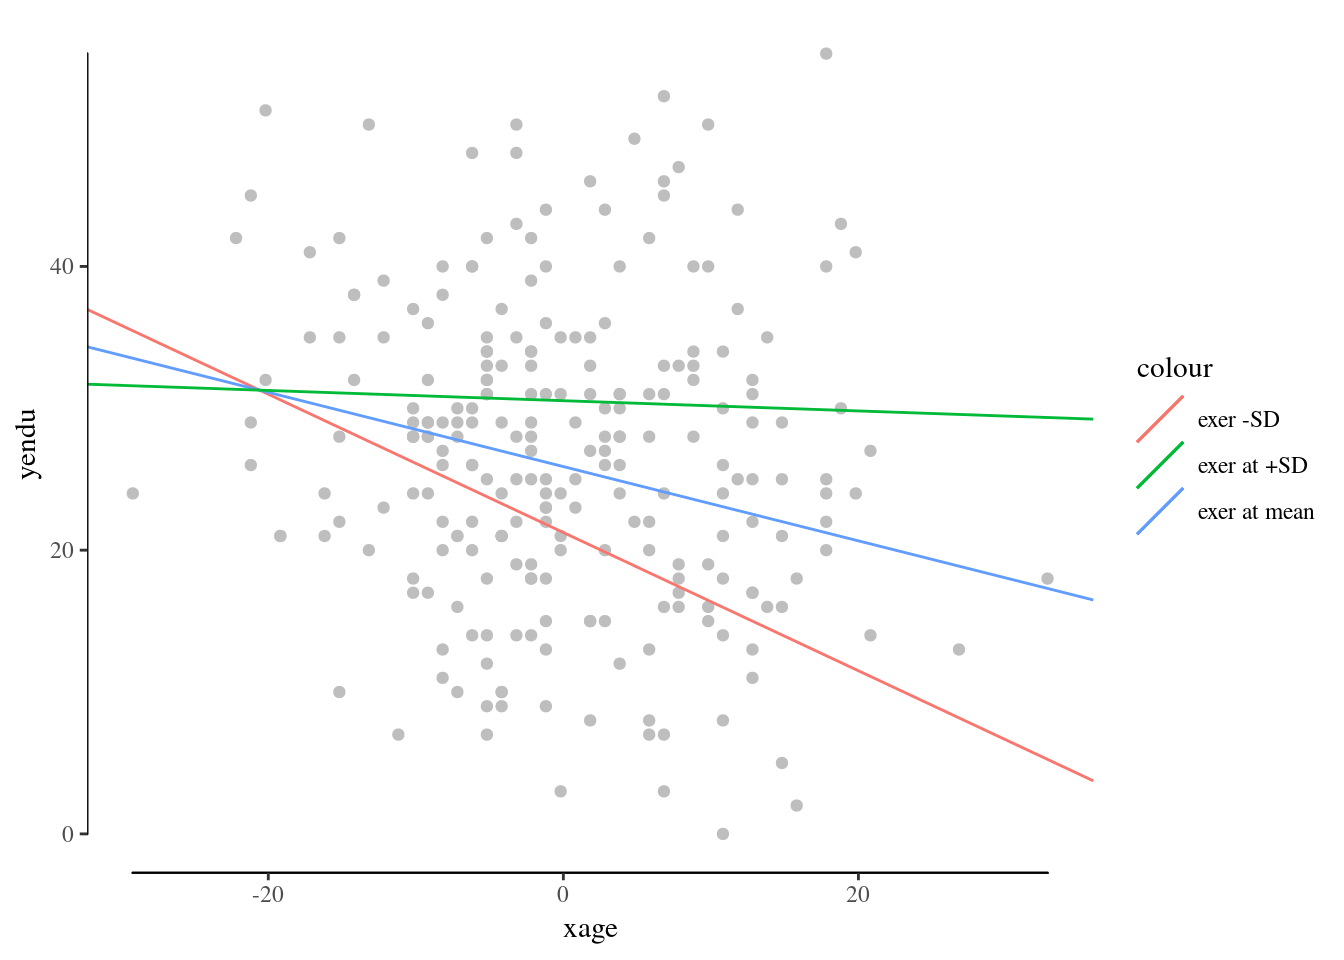 40
20
0
yendu
-20
0
20
xage
colour
exer -SD
exer at +SD
exer at mean